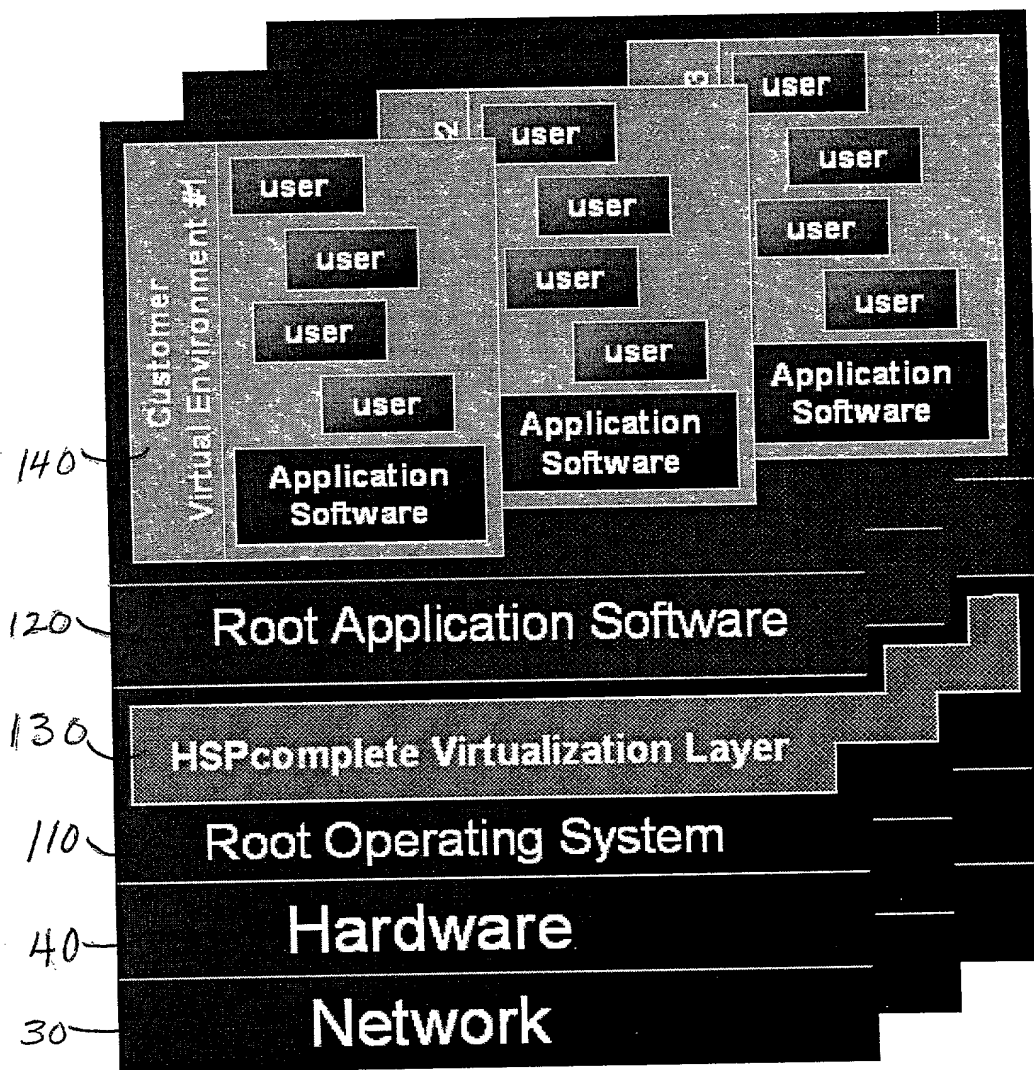 Customer
Virtual Environment #1
user
user
user
user
Application
Software
2
user
user
user
user
Application
Software
3
user
user
user
user
Application
Software
140
120
Root Application Software
130
HSPcomplete Virtualization Layer
110
Root Operating System
40
Hardware
30
Network